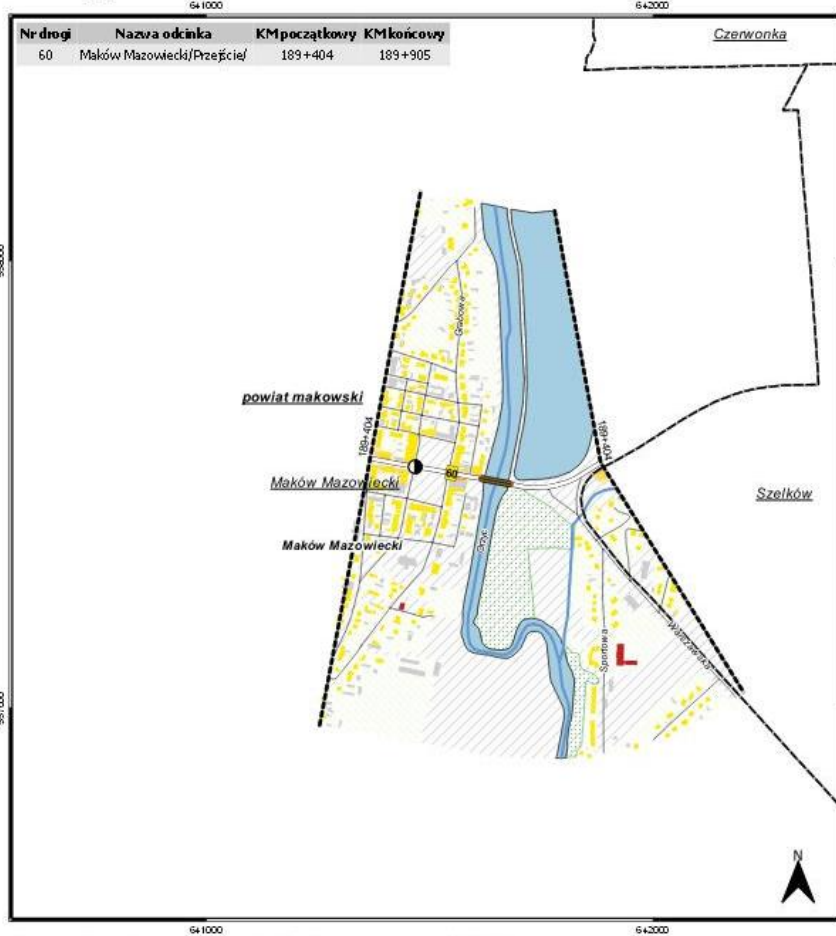 641000 642000
Nr drogi Nazwa odcinka KM początkowy KM końcowy
60 Maków Mazowiecki/Przejście/ 189+404 189+905
Czerwonka
Grabowa
powiat makowski
189+404
189+404
60
Maków Mazowiecki
Szelków
Maków Mazowiecki
Orzyc
Sportowa
Warszawska
N
641000 642000